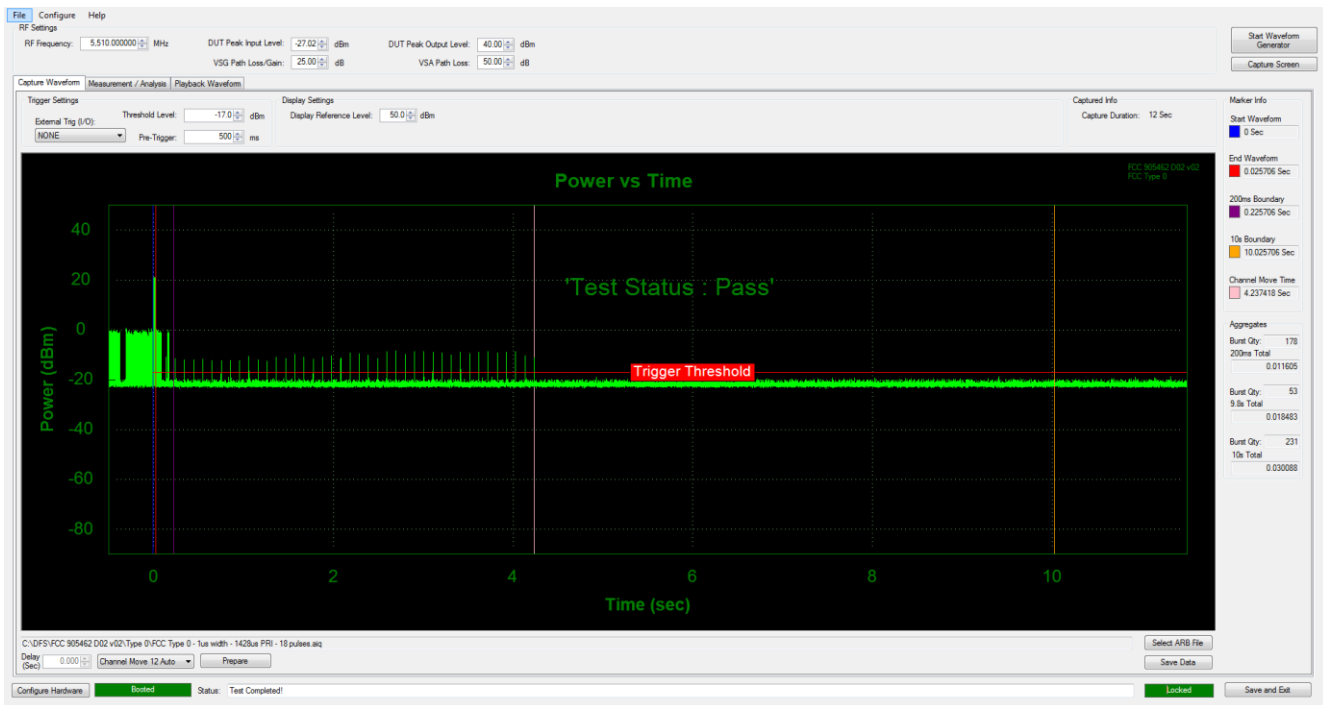 File Configure Help
RF Settings
RF Frequency: 5,510.000000 MHz DUT Peak Input Level: -27.02 dBm DUT Peak Output Level: 40.00 dBm
VSG Path Loss/Gain: 25.00 dB VSA Path Loss: 50.00 dB
Start Waveform
Generator
Capture Screen
Capture Waveform Measurement / Analysis Playback Waveform
Trigger Settings
External Trig (I/O):
NONE
Threshold Level: -17.0 dBm
Pre-Trigger: 500 ms
Display Settings
Display Reference Level: 50.0 dBm
Captured Info
Capture Duration: 12 Sec
Power vs Time
FCC 905462 D02 v02
FCC Type 0
'Test Status : Pass'
Trigger Threshold
Power (dBm)
40
20
0
-20
-40
-60
-80
0 2 4 6 8 10
Time (sec)
Marker Info
Start Waveform
0 Sec
End Waveform
0.025706 Sec
200ms Boundary
0.225706 Sec
10s Boundary
10.025706 Sec
Channel Move Time
4.237418 Sec
Aggregates
Burst Qty: 178
200ms Total
0.011605
Burst Qty: 53
9.8s Total
0.018483
Burst Qty: 231
10s Total
0.030088
C:\DFS\FCC 905462 D02 v02\Type 0\FCC Type 0 - 1us width - 1428us PRI - 18 pulses.aiq
Select ARB File
Delay
(Sec) 0.000 Channel Move 12 Auto Prepare
Save Data
Configure Hardware Booted Status: Test Completed! Locked Save and Exit